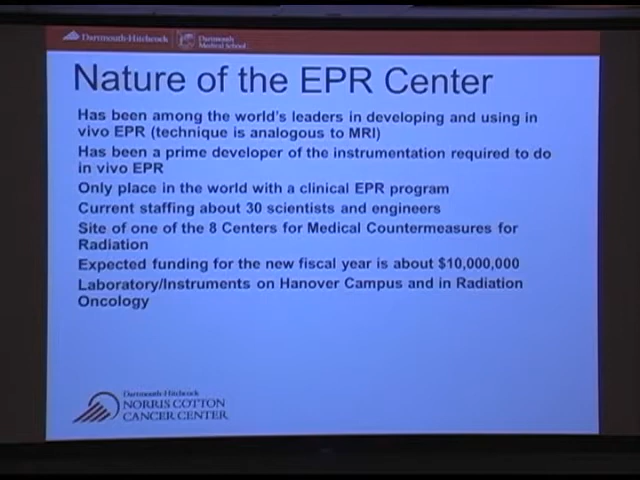 Dartmouth-Hitchcock
Dartmouth
Medical School
Nature of the EPR Center
Has been among the world's leaders in developing and using in
vivo EPR (technique is analogous to MRI)
Has been a prime developer of the instrumentation required to do
in vivo EPR
Only place in the world with a clinical EPR program
Current staffing about 30 scientists and engineers
Site of one of the 8 Centers for Medical Countermeasures for
Radiation
Expected funding for the new fiscal year is about $10,000,000
Laboratory/Instruments on Hanover Campus and in Radiation
Oncology
Dartmouth-Hitchcock
NORRIS COTTON
CANCER CENTER